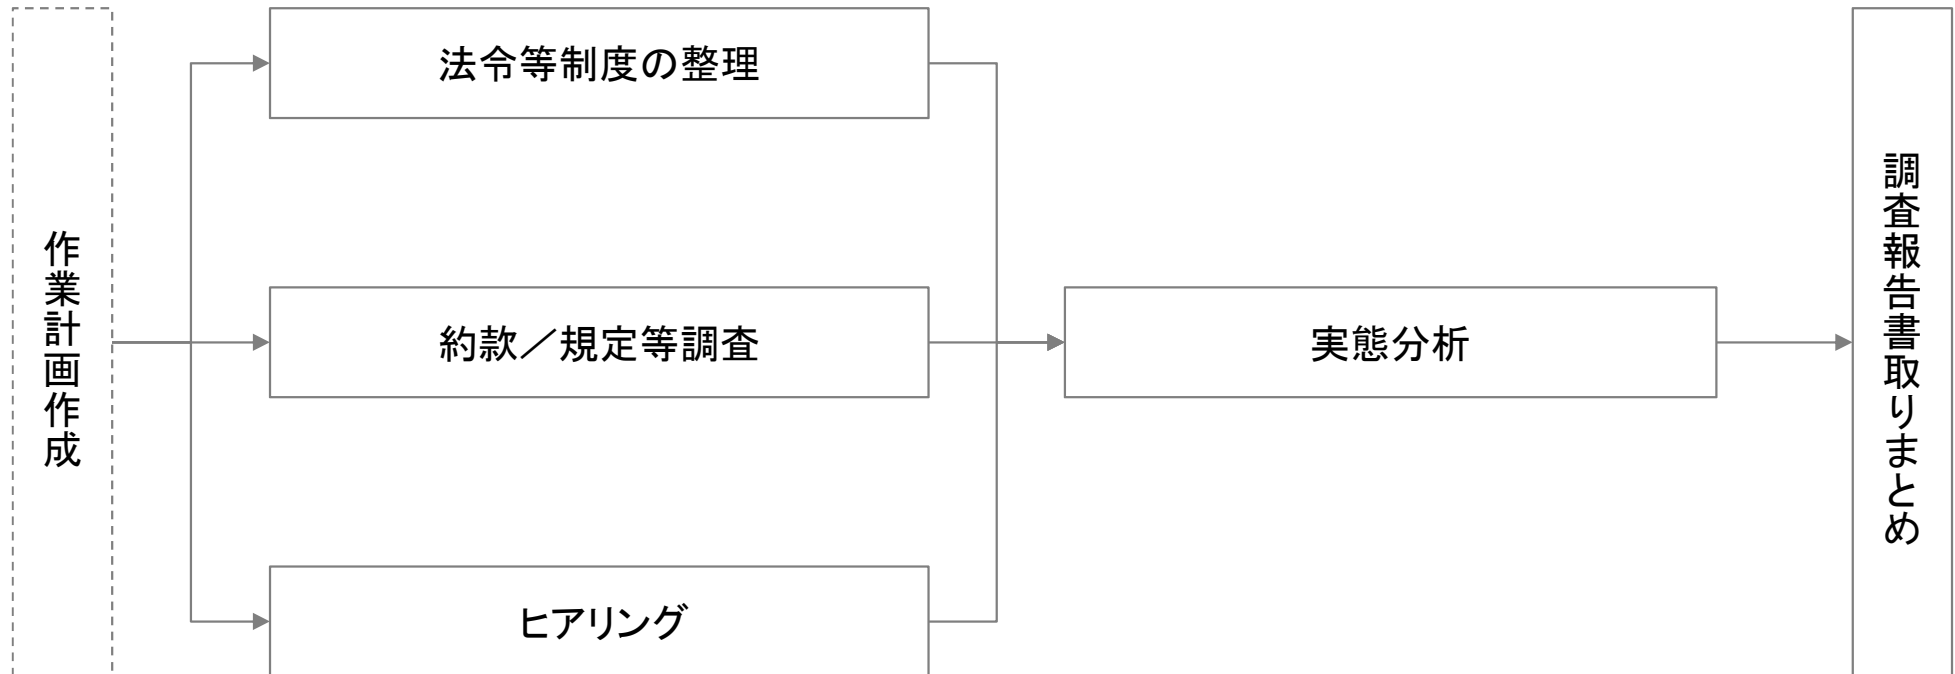 作業計画作成
法令等制度の整理
約款／規定等調査
ヒアリング
実態分析
調査報告書取りまとめ